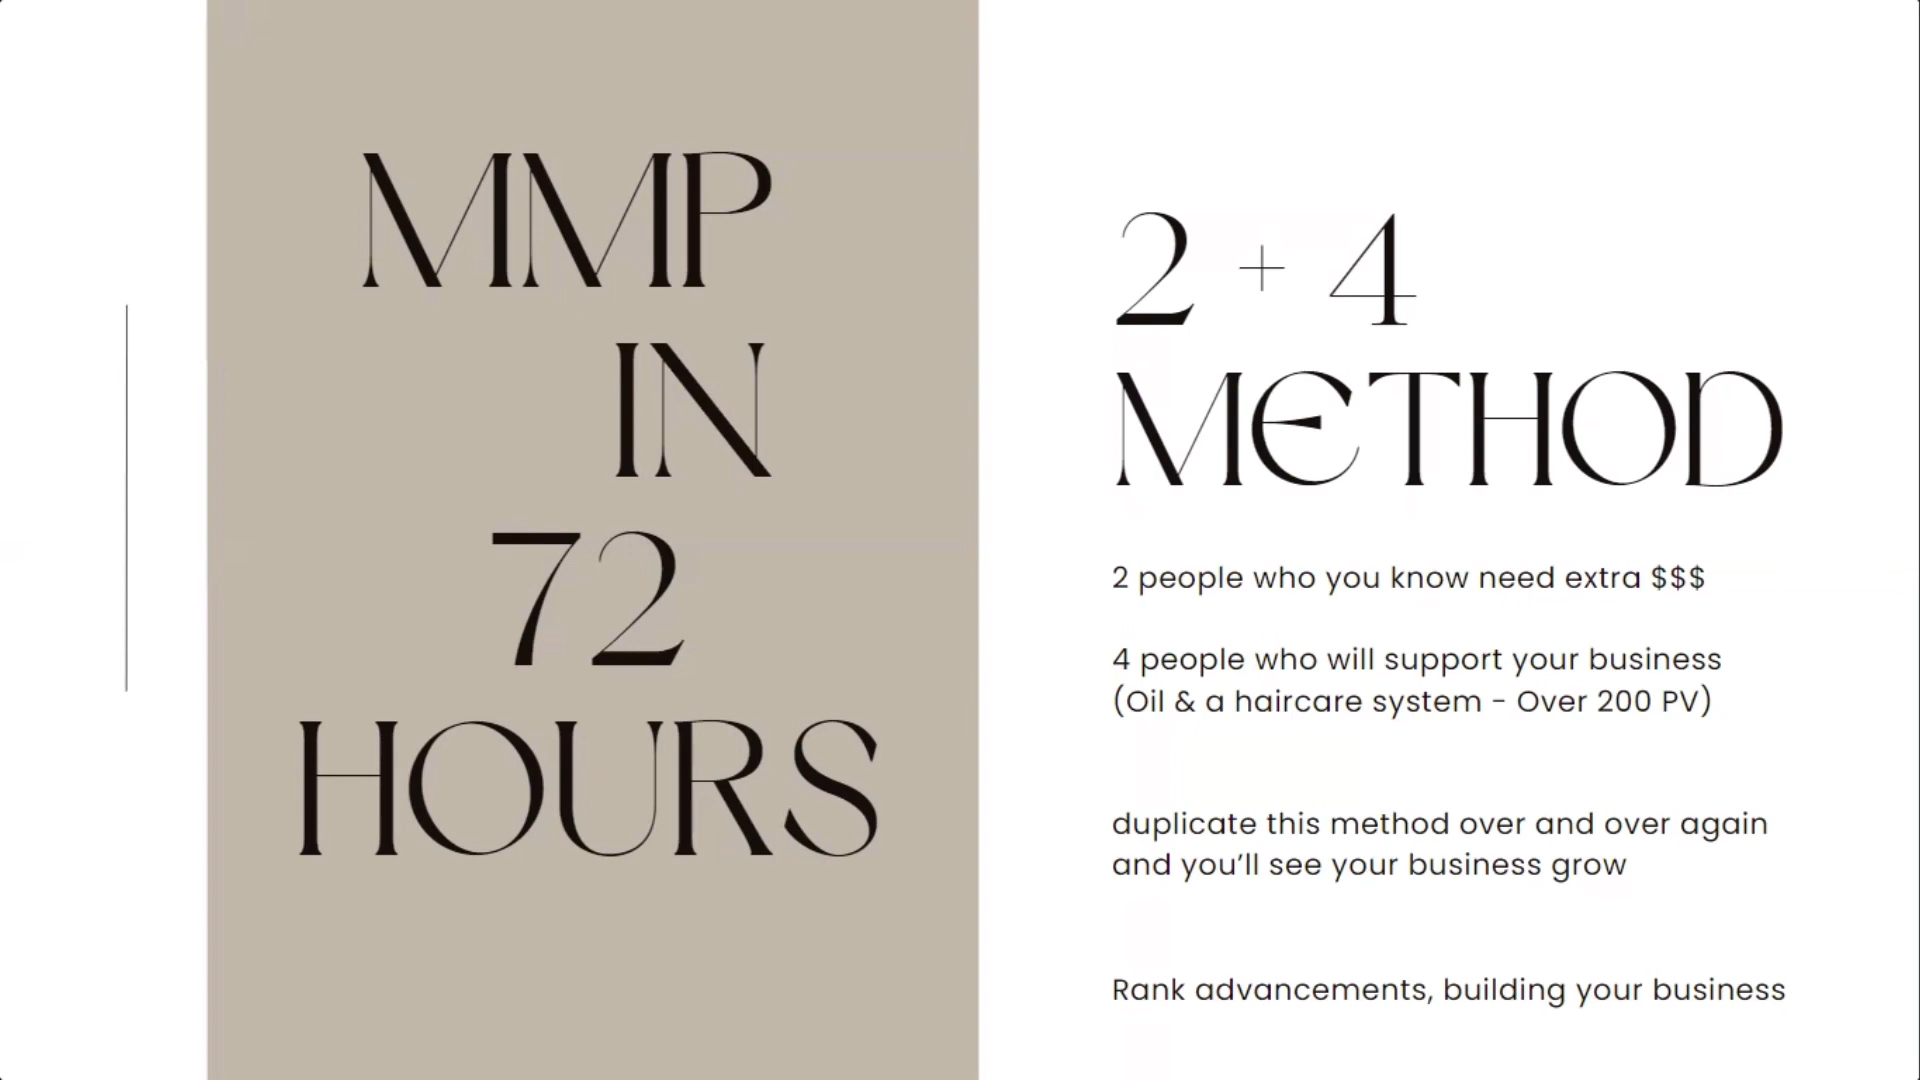 MMP
IN
72
HOURS
2 + 4
METHOD
2 people who you know need extra $$$
4 people who will support your business
(Oil & a haircare system - Over 200 PV)
duplicate this method over and over again
and you’ll see your business grow
Rank advancements, building your business